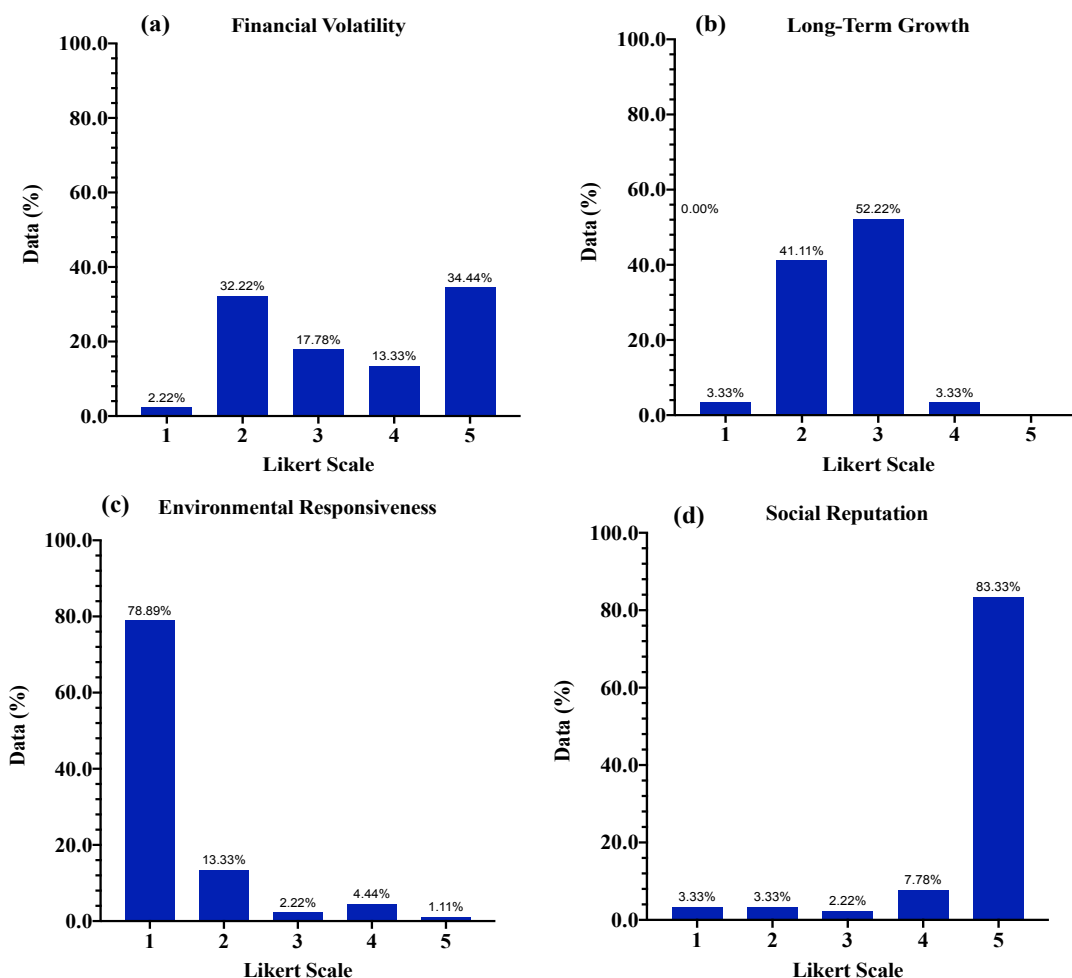 (a) Financial Volatility
100.0
80.0
60.0
40.0
20.0
0.0
Data (%)
2.22%
32.22%
17.78%
13.33%
34.44%
1 2 3 4 5
Likert Scale
(b) Long-Term Growth
100.0
80.0
60.0
40.0
20.0
0.0
Data (%)
0.00%
3.33%
41.11%
52.22%
3.33%
1 2 3 4 5
Likert Scale
(c) Environmental Responsiveness
100.0
80.0
60.0
40.0
20.0
0.0
Data (%)
78.89%
13.33%
2.22%
4.44%
1.11%
1 2 3 4 5
Likert Scale
(d) Social Reputation
100.0
80.0
60.0
40.0
20.0
0.0
Data (%)
3.33%
3.33%
2.22%
7.78%
83.33%
1 2 3 4 5
Likert Scale